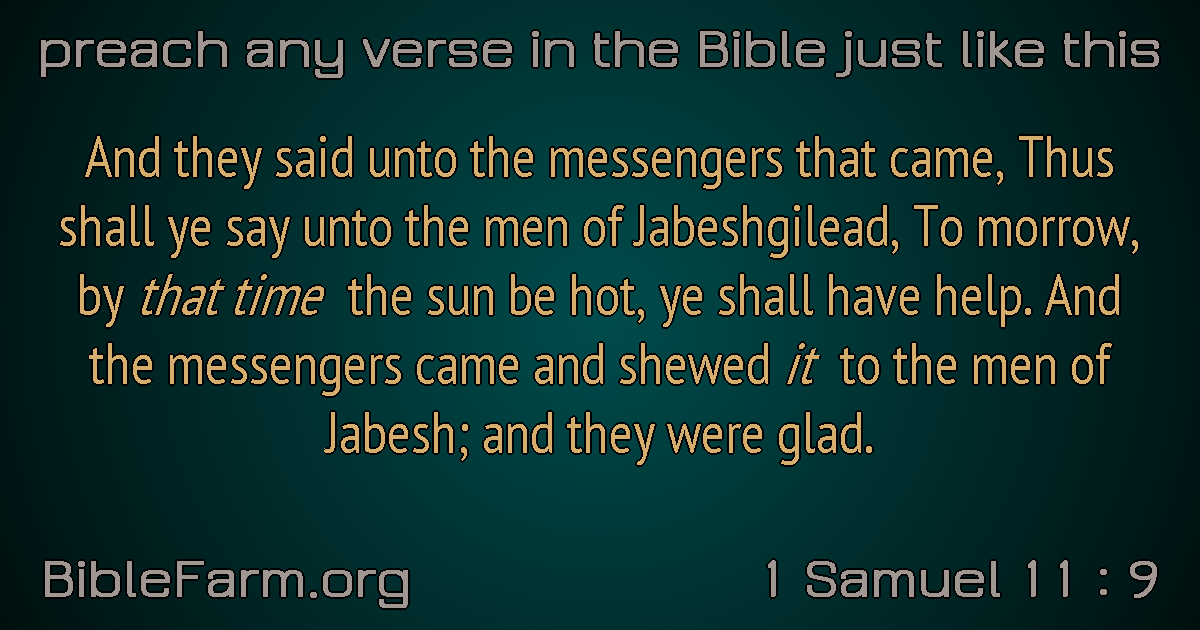 preach any verse in the Bible just like this
And they said unto the messengers that came, Thus
shall ye say unto the men of Jabeshgilead, To morrow,
by that time the sun be hot, ye shall have help. And
the messengers came and shewed it to the men of
Jabesh; and they were glad.
BibleFarm.org
1 Samuel 11 : 9